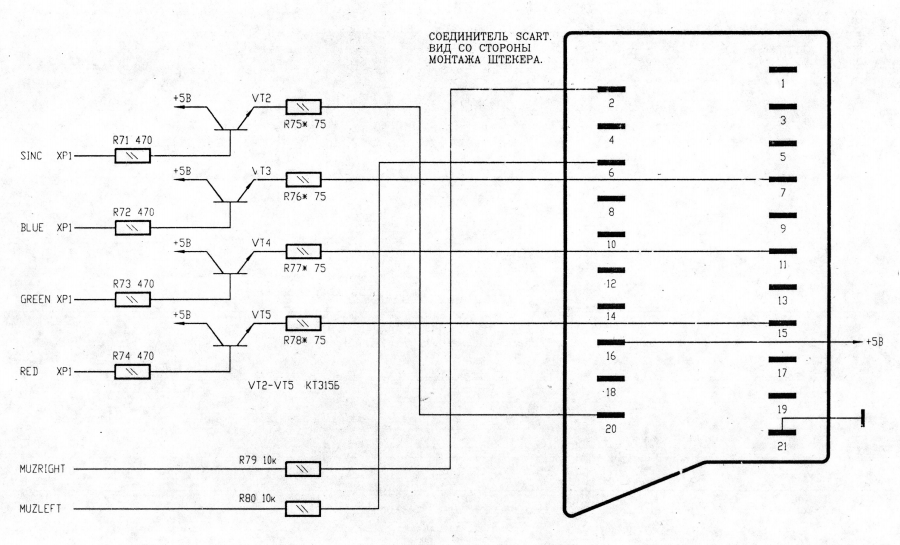 СОЕДИНИТЕЛЬ SCART.
ВИД СО СТОРОНЫ
МОНТАЖА ШТЕКЕРА.
+5В VT2
R75* 75
R71 470
SINC XP1
+5В VT3
R76* 75
R72 470
BLUE XP1
+5В VT4
R77* 75
R73 470
GREEN XP1
+5В VT5
R78* 75
R74 470
RED XP1
VT2-VT5 КТ315Б
R79 10к
MUZRIGHT
R80 10к
MUZLEFT
1
2
3
4
5
6
7
8
9
10
11
12
13
14
15
16
+5В
17
18
19
20
21